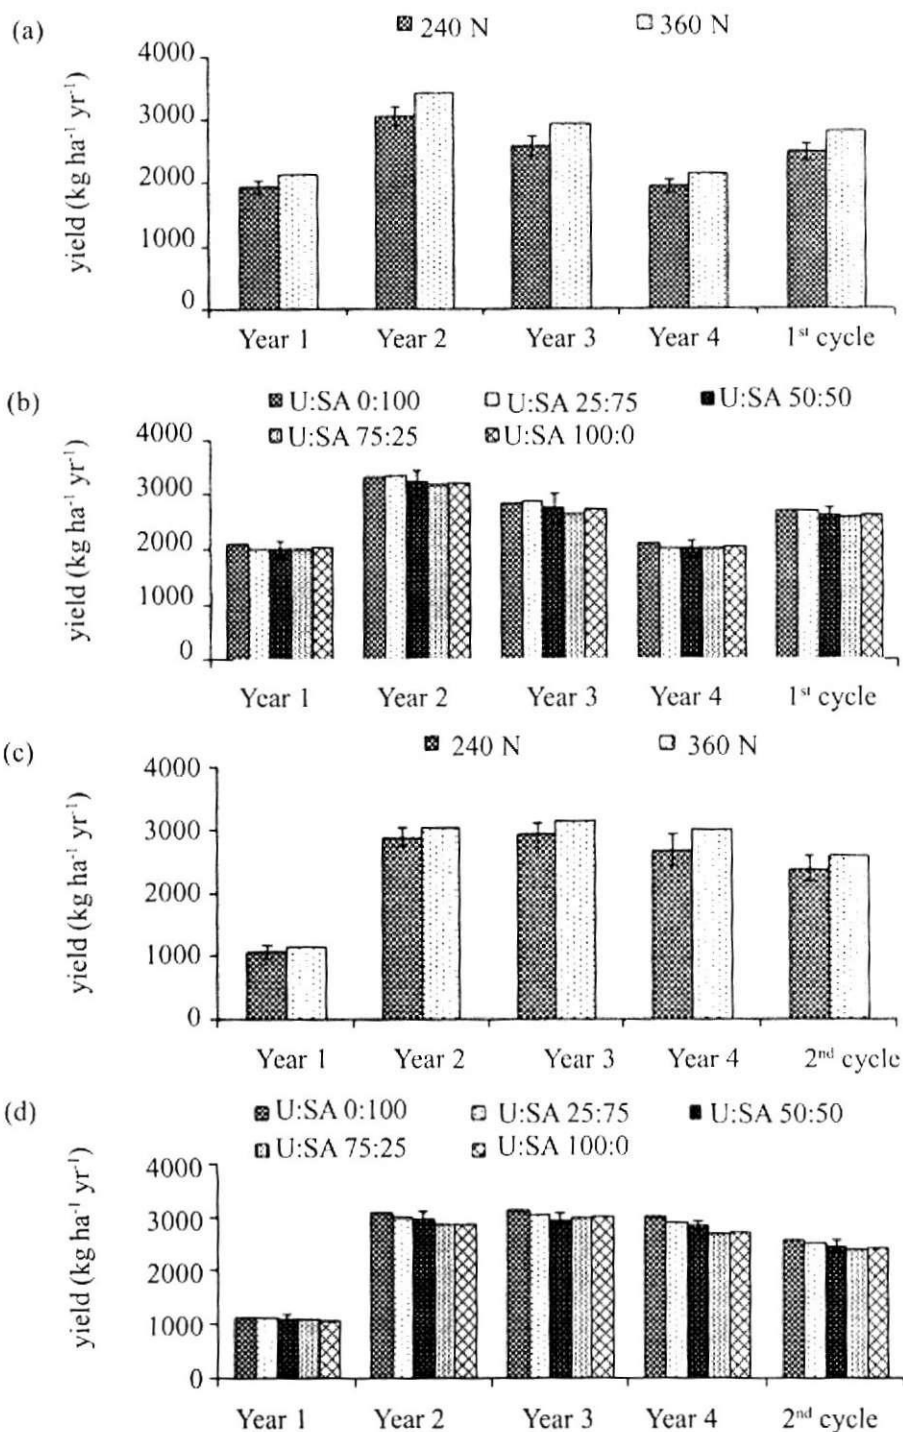 (a)
240 N 360 N
yield (kg ha⁻¹ yr⁻¹)
4000
3000
2000
1000
0
Year 1 Year 2 Year 3 Year 4 1st cycle
(b)
U:SA 0:100 U:SA 25:75 U:SA 50:50
U:SA 75:25 U:SA 100:0
yield (kg ha⁻¹ yr⁻¹)
4000
3000
2000
1000
0
Year 1 Year 2 Year 3 Year 4 1st cycle
(c)
240 N 360 N
yield (kg ha⁻¹ yr⁻¹)
4000
3000
2000
1000
0
Year 1 Year 2 Year 3 Year 4 2nd cycle
(d)
U:SA 0:100 U:SA 25:75 U:SA 50:50
U:SA 75:25 U:SA 100:0
yield (kg ha⁻¹ yr⁻¹)
4000
3000
2000
1000
0
Year 1 Year 2 Year 3 Year 4 2nd cycle